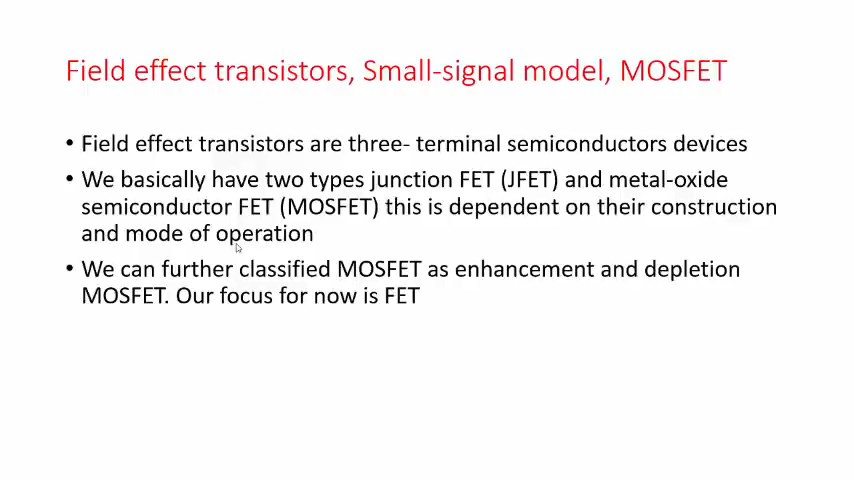 Field effect transistors, Small-signal model, MOSFET
• Field effect transistors are three- terminal semiconductors devices
• We basically have two types junction FET (JFET) and metal-oxide
semiconductor FET (MOSFET) this is dependent on their construction
and mode of operation
• We can further classified MOSFET as enhancement and depletion
MOSFET. Our focus for now is FET